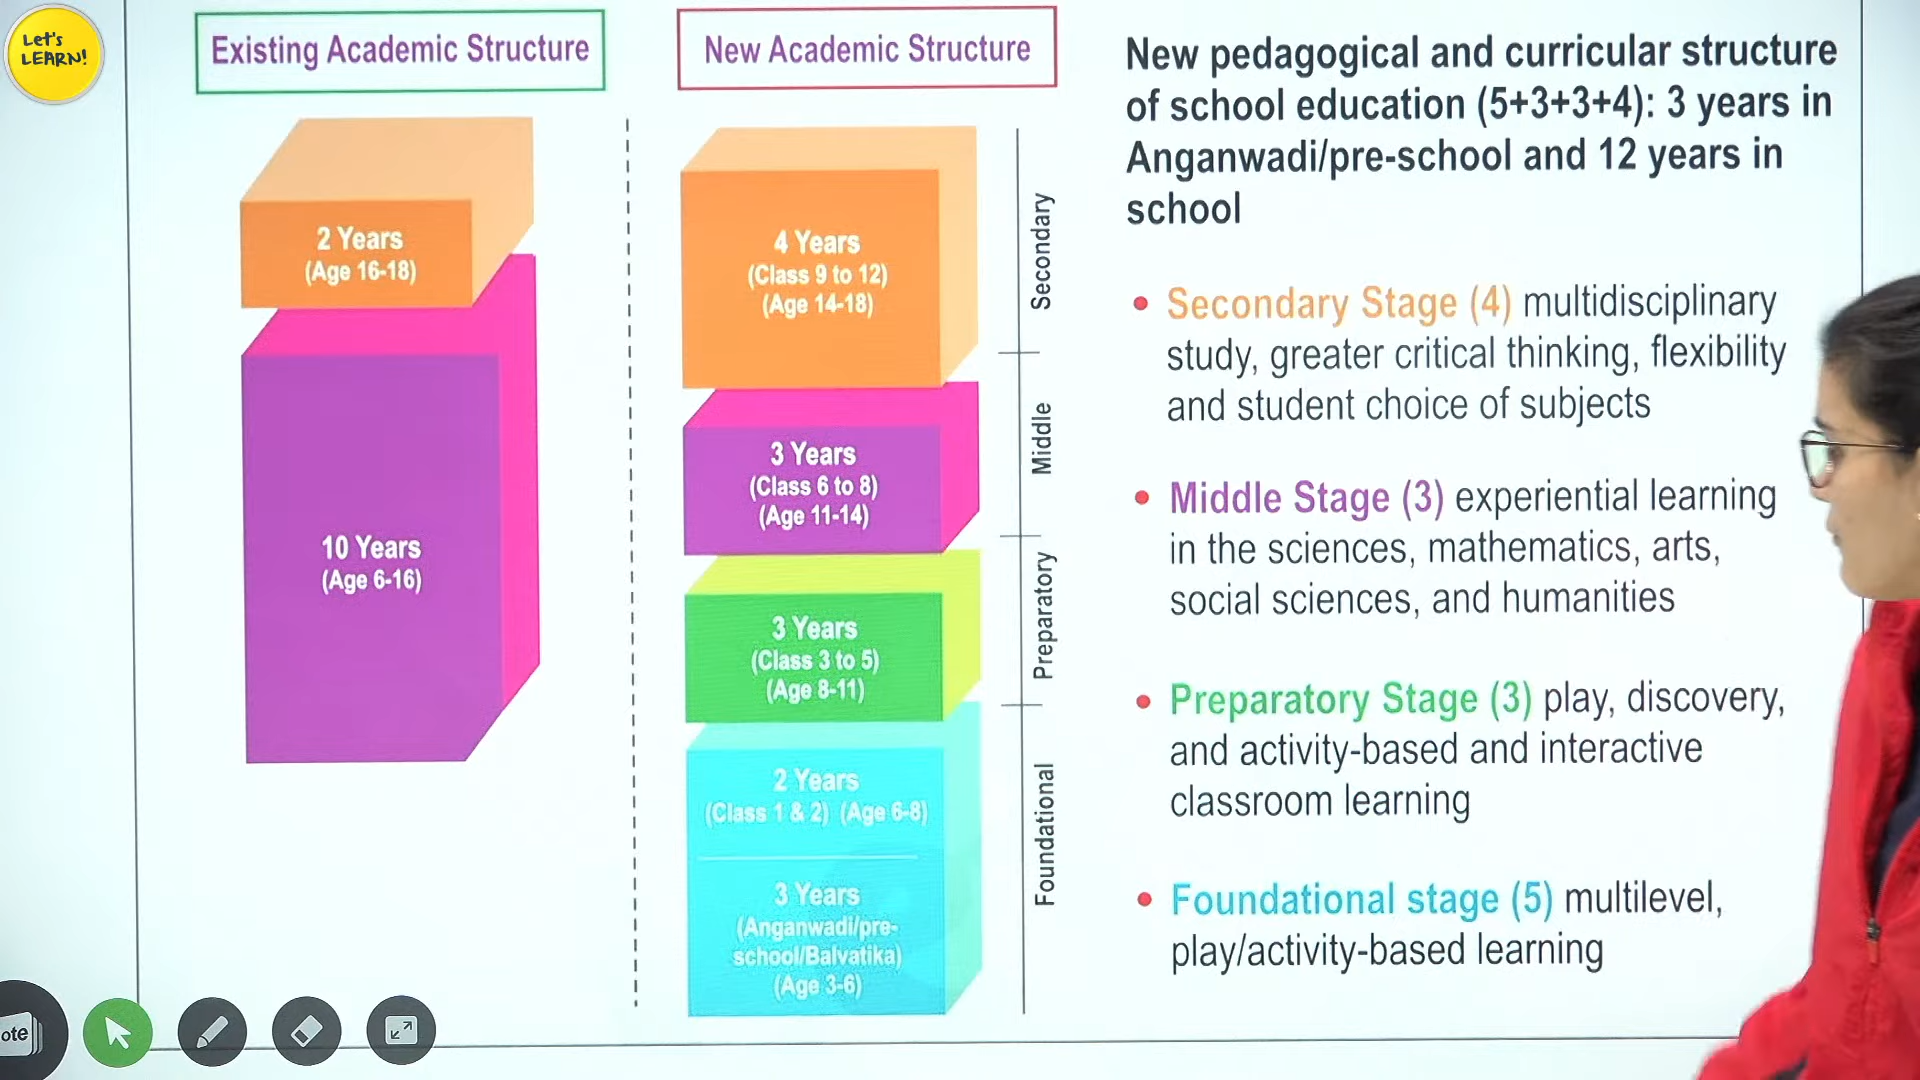 Let's
LEARN!
Existing Academic Structure
2 Years
(Age 16-18)
10 Years
(Age 6-16)
New Academic Structure
4 Years
(Class 9 to 12)
(Age 14-18)
Secondary
3 Years
(Class 6 to 8)
(Age 11-14)
Middle
3 Years
(Class 3 to 5)
(Age 8-11)
Preparatory
2 Years
(Class 1 & 2) (Age 6-8)
3 Years
(Anganwadi/pre-
school/Balvatika)
(Age 3-6)
Foundational
New pedagogical and curricular structure
of school education (5+3+3+4): 3 years in
Anganwadi/pre-school and 12 years in
school
• Secondary Stage (4) multidisciplinary
study, greater critical thinking, flexibility
and student choice of subjects
• Middle Stage (3) experiential learning
in the sciences, mathematics, arts,
social sciences, and humanities
• Preparatory Stage (3) play, discovery,
and activity-based and interactive
classroom learning
• Foundational stage (5) multilevel,
play/activity-based learning
ote